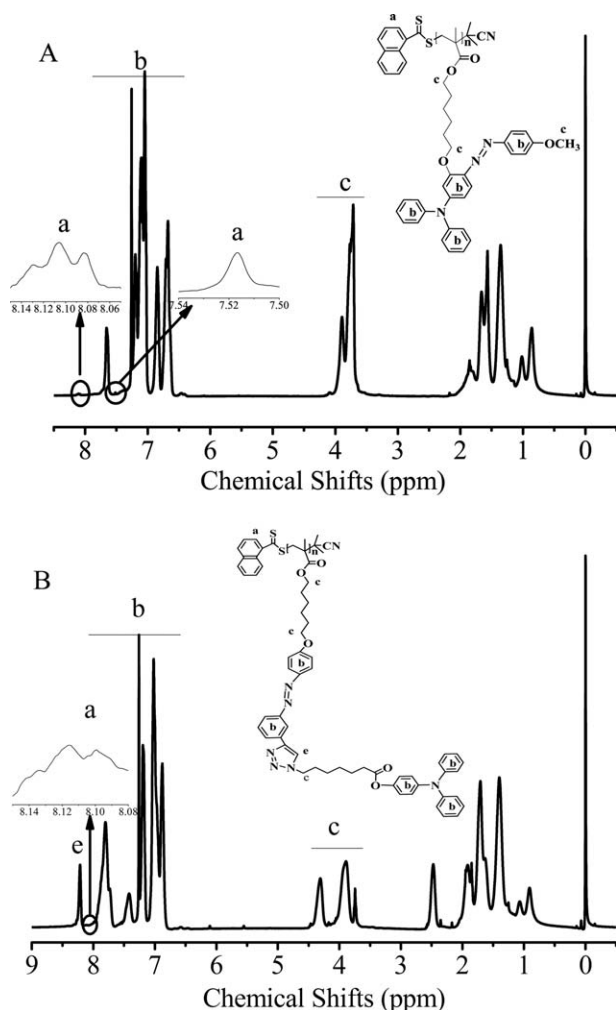 A
a
S
S
n
CN
O
O
c
b
c
O
N
N
b
OCH₃
c
b
N
b
b
a
a
c
8.14 8.12 8.10 8.08 8.06
7.54 7.52 7.50
8 7 6 5 4 3 2 1 0
Chemical Shifts (ppm)
B
a
S
S
n
CN
O
O
c
b
c
O
b
N
N
a
b
N
N
N
e
c
O
O
b
N
b
b
8.14 8.12 8.10 8.08
e
c
9 8 7 6 5 4 3 2 1 0
Chemical Shifts (ppm)